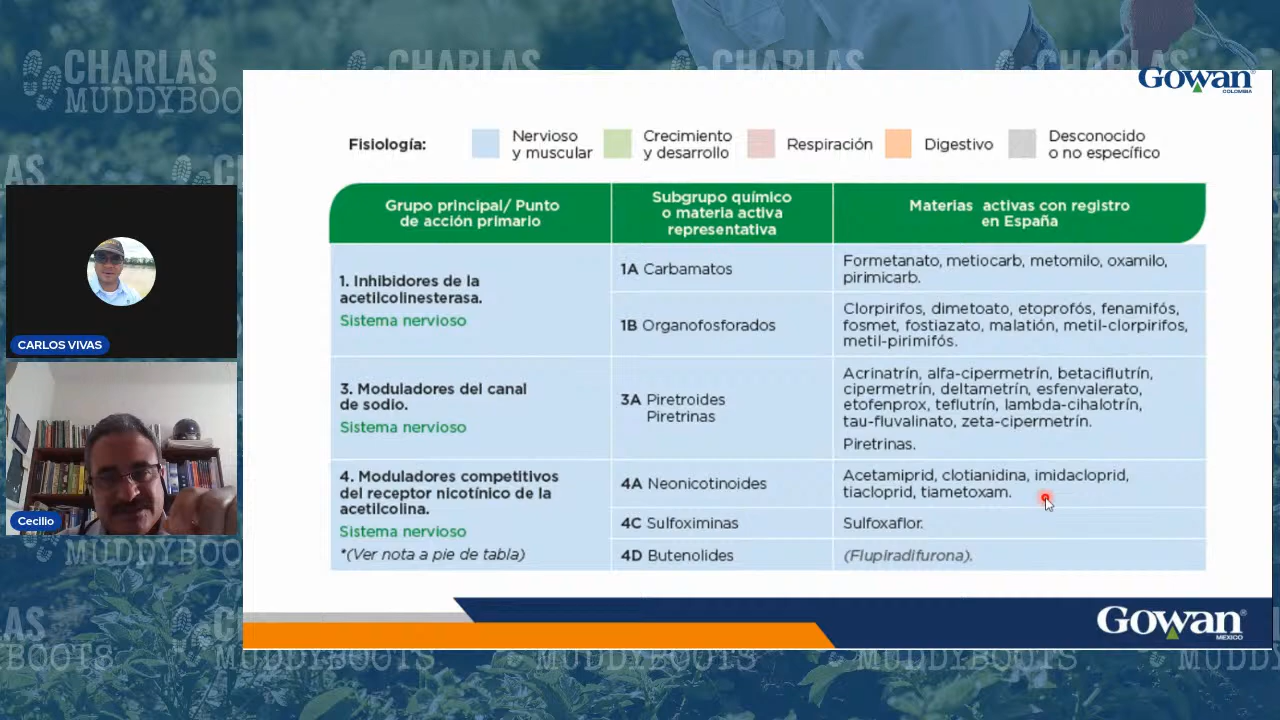 CHARLAS
MUDDYBOOTS
Gowan
COLOMBIA
Fisiología:
Nervioso
y muscular
Crecimiento
y desarrollo
Respiración
Digestivo
Desconocido
o no específico
Grupo principal/ Punto
de acción primario
Subgrupo químico
o materia activa
representativa
Materias activas con registro
en España
1. Inhibidores de la
acetilcolinesterasa.
Sistema nervioso
1A Carbamatos
Formetanato, metiocarb, metomilo, oxamilo,
pirimicarb.
1B Organofosforados
Clorpirifos, dimetoato, etoprofós, fenamifós,
fosmet, fostiazato, malatión, metil-clorpirifos,
metil-pirimifós.
3. Moduladores del canal
de sodio.
Sistema nervioso
3A Piretroides
Piretrinas
Acrinatrín, alfa-cipermetrín, betaciflutrín,
cipermetrín, deltametrín, esfenvalerato,
etofenprox, teflutrín, lambda-cihalotrín,
tau-fluvalinato, zeta-cipermetrín.
Piretrinas.
4. Moduladores competitivos
del receptor nicotínico de la
acetilcolina.
Sistema nervioso
*(Ver nota a pie de tabla)
4A Neonicotinoides
Acetamiprid, clotianidina, imidacloprid,
tiacloprid, tiametoxam.
4C Sulfoximinas
Sulfoxaflor.
4D Butenolides
(Flupiradifurona).
CARLOS VIVAS
Cecilio
Gowan
MEXICO
MUDDYBOOTS